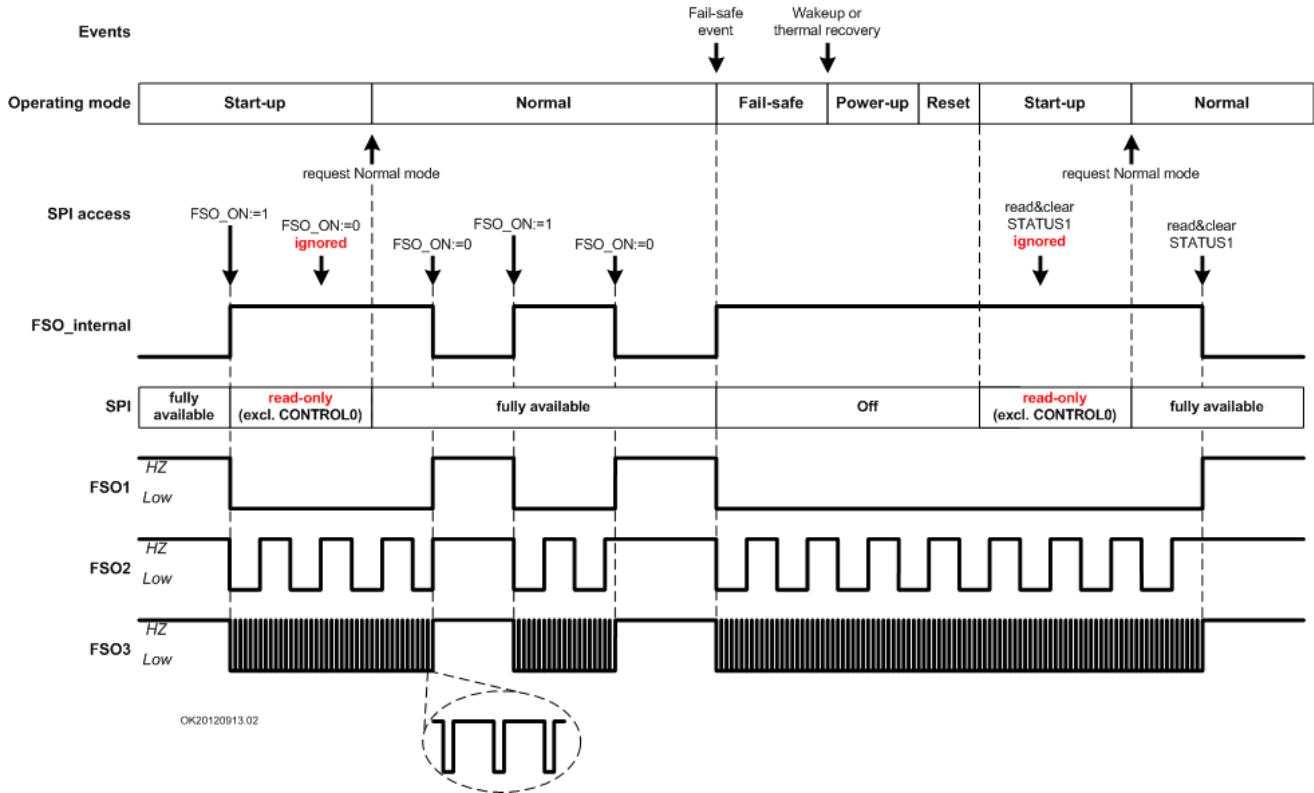 Events
Fail-safe
event
Wakeup or
thermal recovery
Operating mode
Start-up
Normal
Fail-safe
Power-up
Reset
Start-up
Normal
request Normal mode
request Normal mode
SPI access
FSO_ON:=1
FSO_ON:=0
ignored
FSO_ON:=0
FSO_ON:=1
FSO_ON:=0
read&clear
STATUS1
ignored
read&clear
STATUS1
FSO_internal
SPI
fully
available
read-only
(excl. CONTROL0)
fully available
Off
read-only
(excl. CONTROL0)
fully available
FSO1
HZ
Low
FSO2
HZ
Low
FSO3
HZ
Low
OK20120913.02